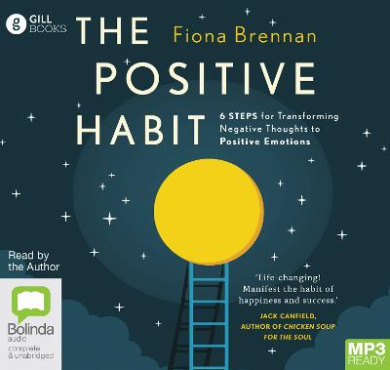 GILL
BOOKS
THE
Fiona Brennan
POSITIVE
HABIT
6 STEPS for Transforming
Negative Thoughts to
Positive Emotions
Read by
the Author
Bolinda
audio
complete &
unabridged
'Life-changing!
Manifest the habit of
happiness and success.'
JACK CANFIELD,
AUTHOR OF CHICKEN SOUP
FOR THE SOUL
MP3
READY